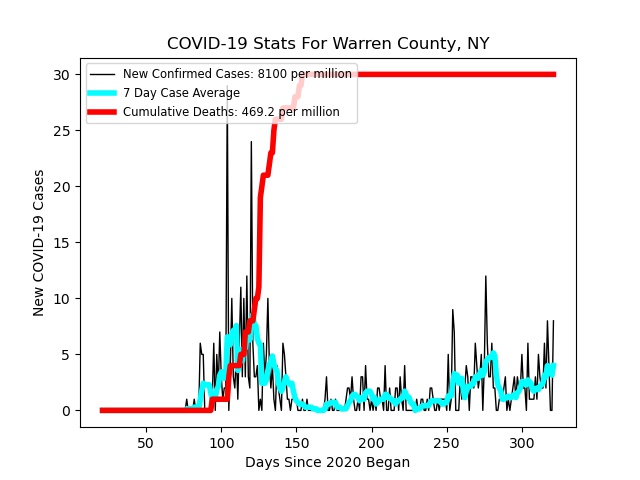 COVID-19 Stats For Warren County, NY
New Confirmed Cases: 8100 per million
7 Day Case Average
Cumulative Deaths: 469.2 per million
New COVID-19 Cases
30
25
20
15
10
5
0
50 100 150 200 250 300
Days Since 2020 Began